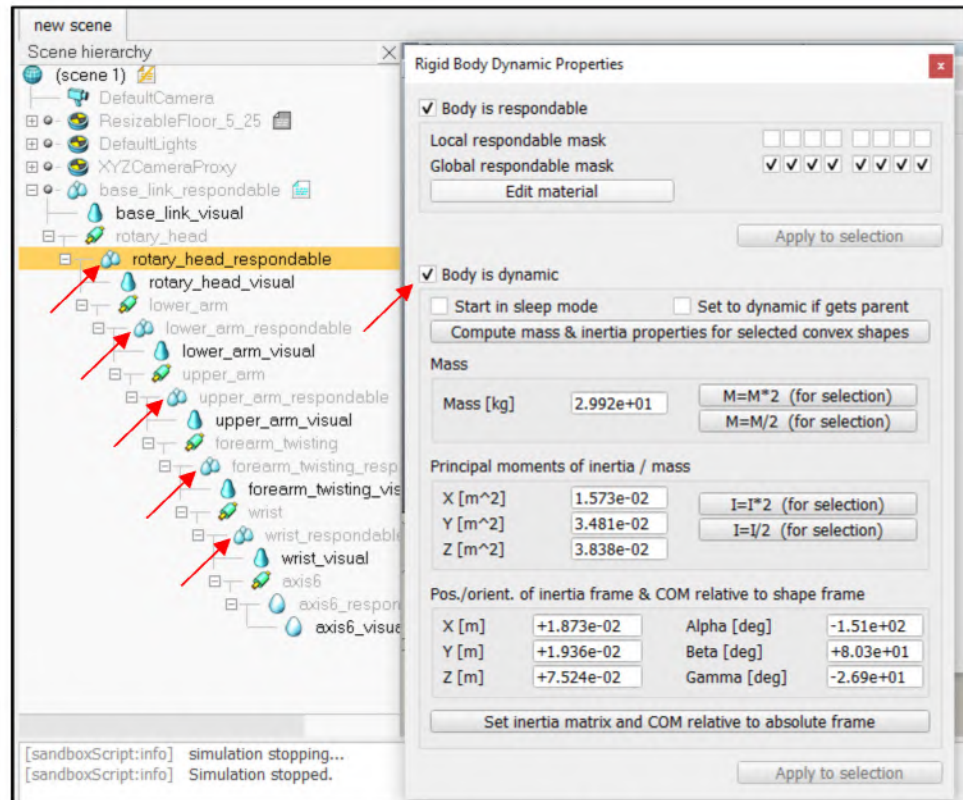 new scene
Scene hierarchy
(scene 1)
DefaultCamera
ResizableFloor_5_25
DefaultLights
XYZCameraProxy
base_link_respondable
base_link_visual
rotary_head
rotary_head_respondable
rotary_head_visual
lower_arm
lower_arm_respondable
lower_arm_visual
upper_arm
upper_arm_respondable
upper_arm_visual
forearm_twisting
forearm_twisting_resp
forearm_twisting_vis
wrist
wrist_respondable
wrist_visual
axis6
axis6_respon
axis6_visua
[sandboxScript:info] simulation stopping...
[sandboxScript:info] Simulation stopped.
Rigid Body Dynamic Properties x
Body is respondable
Local respondable mask
Global respondable mask
Edit material
Apply to selection
Body is dynamic
Start in sleep mode Set to dynamic if gets parent
Compute mass & inertia properties for selected convex shapes
Mass
Mass [kg] 2.992e+01 M=M*2 (for selection)
M=M/2 (for selection)
Principal moments of inertia / mass
X [m^2] 1.573e-02 I=I*2 (for selection)
Y [m^2] 3.481e-02 I=I/2 (for selection)
Z [m^2] 3.838e-02
Pos./orient. of inertia frame & COM relative to shape frame
X [m] +1.873e-02 Alpha [deg] -1.51e+02
Y [m] +1.936e-02 Beta [deg] +8.03e+01
Z [m] +7.524e-02 Gamma [deg] -2.69e+01
Set inertia matrix and COM relative to absolute frame
Apply to selection